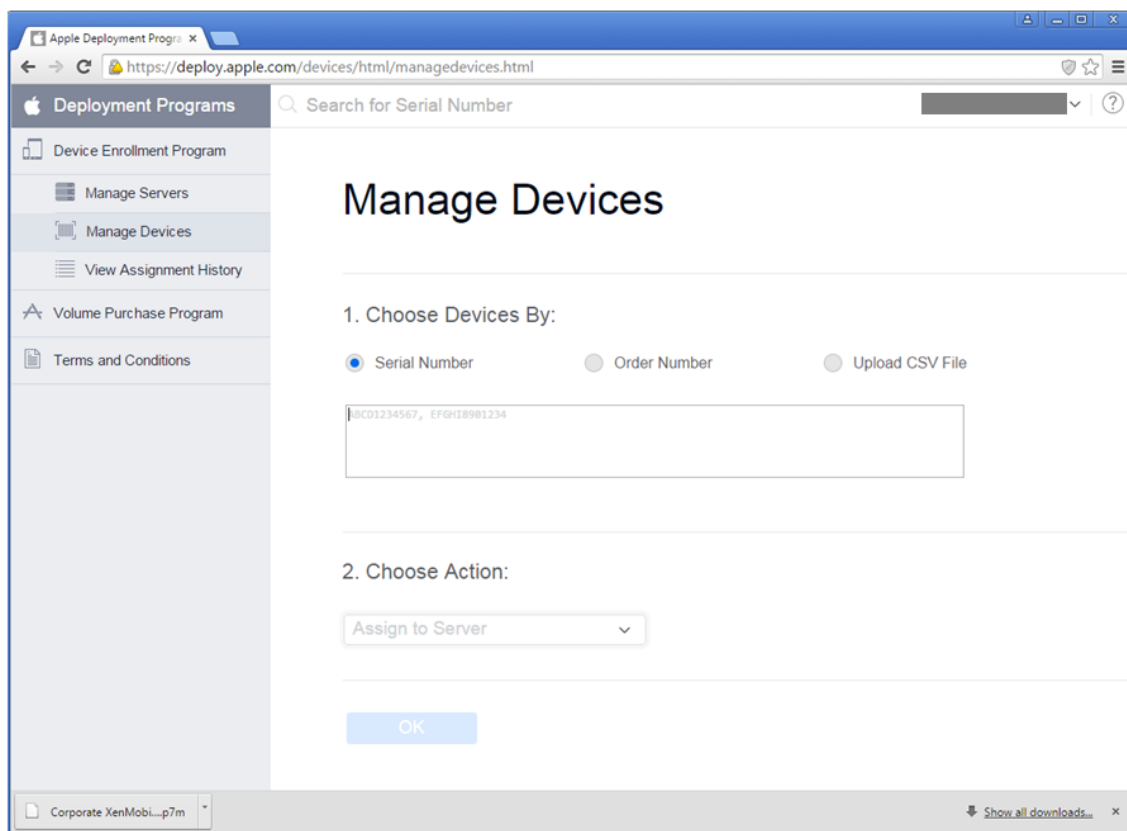 Apple Deployment Progra
https://deploy.apple.com/devices/html/managedevices.html
Deployment Programs
Search for Serial Number
Device Enrollment Program
Manage Servers
Manage Devices
View Assignment History
Volume Purchase Program
Terms and Conditions
Manage Devices
1. Choose Devices By:
Serial Number Order Number Upload CSV File
ABCD1234567, EFGHI8901234
2. Choose Action:
Assign to Server
OK
Corporate XenMobi....p7m
Show all downloads...